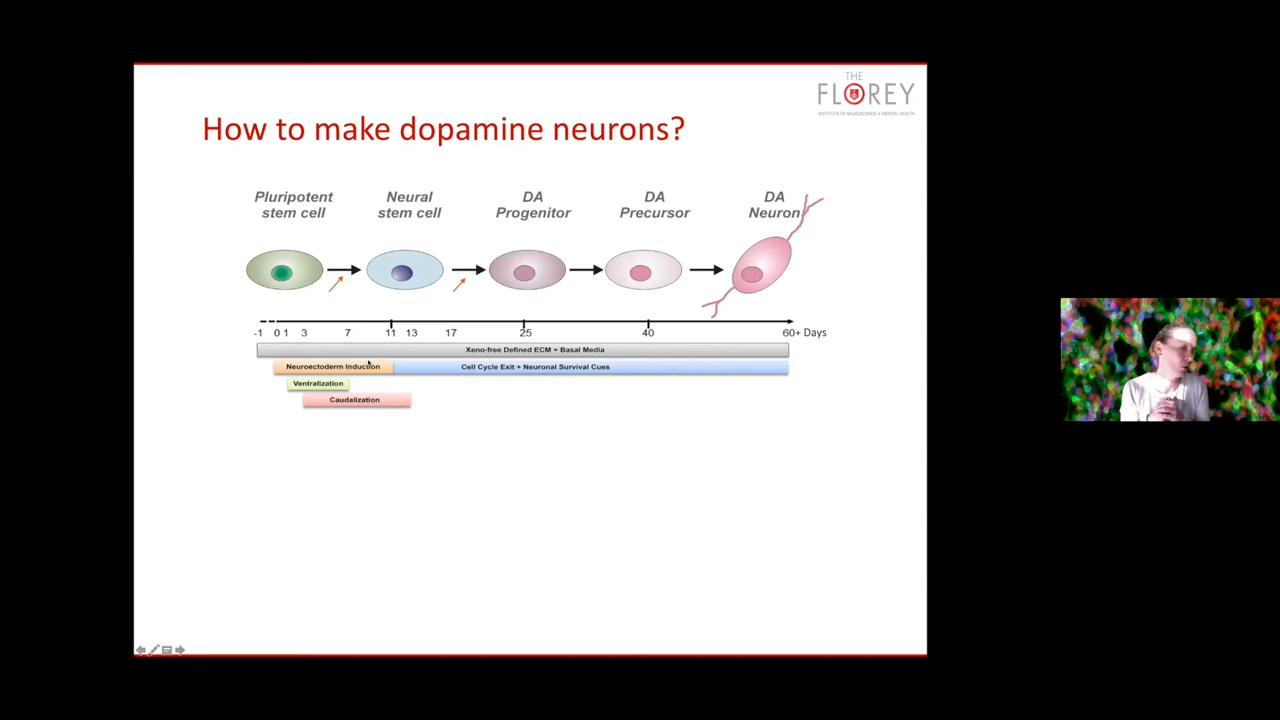 THE
FLOREY
INSTITUTE OF NEUROSCIENCE & MENTAL HEALTH
How to make dopamine neurons?
Pluripotent
stem cell
Neural
stem cell
DA
Progenitor
DA
Precursor
DA
Neuron
-1 0 1 3 7 11 13 17 25 40 60+ Days
Xeno-free Defined ECM + Basal Media
Neuroectoderm Induction
Cell Cycle Exit + Neuronal Survival Cues
Ventralization
Caudalization